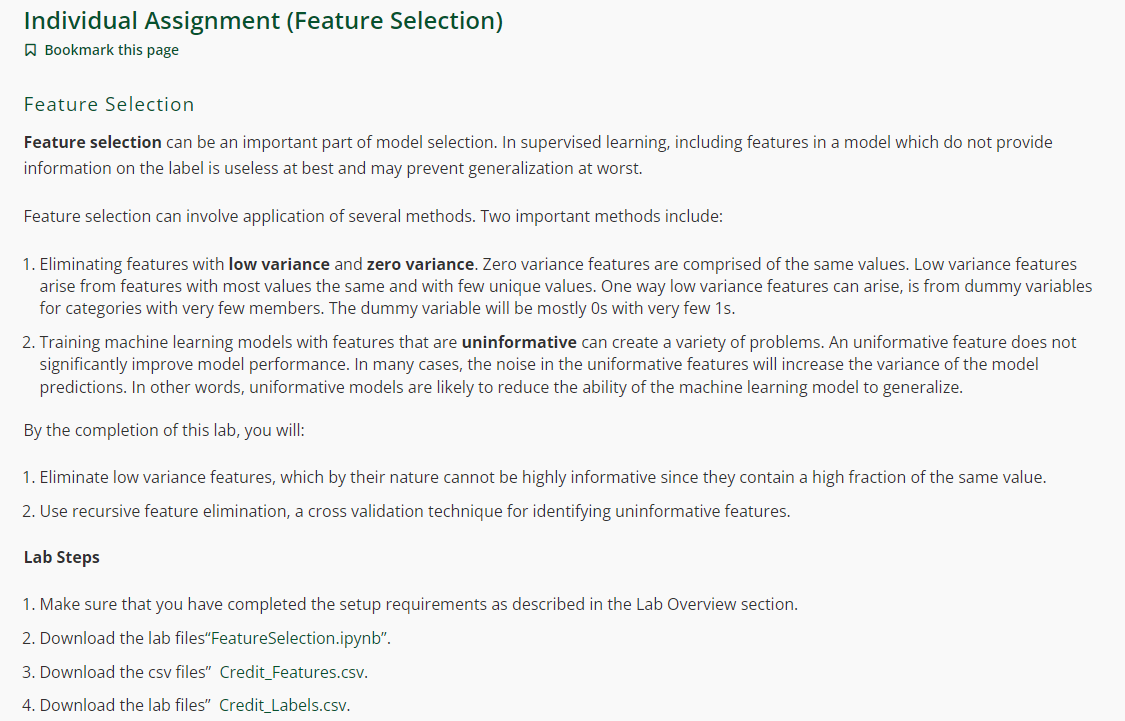 Individual Assignment (Feature Selection)
Bookmark this page
Feature Selection
Feature selection can be an important part of model selection. In supervised learning, including features in a model which do not provide
information on the label is useless at best and may prevent generalization at worst.
Feature selection can involve application of several methods. Two important methods include:
1. Eliminating features with low variance and zero variance. Zero variance features are comprised of the same values. Low variance features
arise from features with most values the same and with few unique values. One way low variance features can arise, is from dummy variables
for categories with very few members. The dummy variable will be mostly 0s with very few 1s.
2. Training machine learning models with features that are uninformative can create a variety of problems. An uniformative feature does not
significantly improve model performance. In many cases, the noise in the uniformative features will increase the variance of the model
predictions. In other words, uniformative models are likely to reduce the ability of the machine learning model to generalize.
By the completion of this lab, you will:
1. Eliminate low variance features, which by their nature cannot be highly informative since they contain a high fraction of the same value.
2. Use recursive feature elimination, a cross validation technique for identifying uninformative features.
Lab Steps
1. Make sure that you have completed the setup requirements as described in the Lab Overview section.
2. Download the lab files“FeatureSelection.ipynb”.
3. Download the csv files”  Credit_Features.csv.
4. Download the lab files”  Credit_Labels.csv.